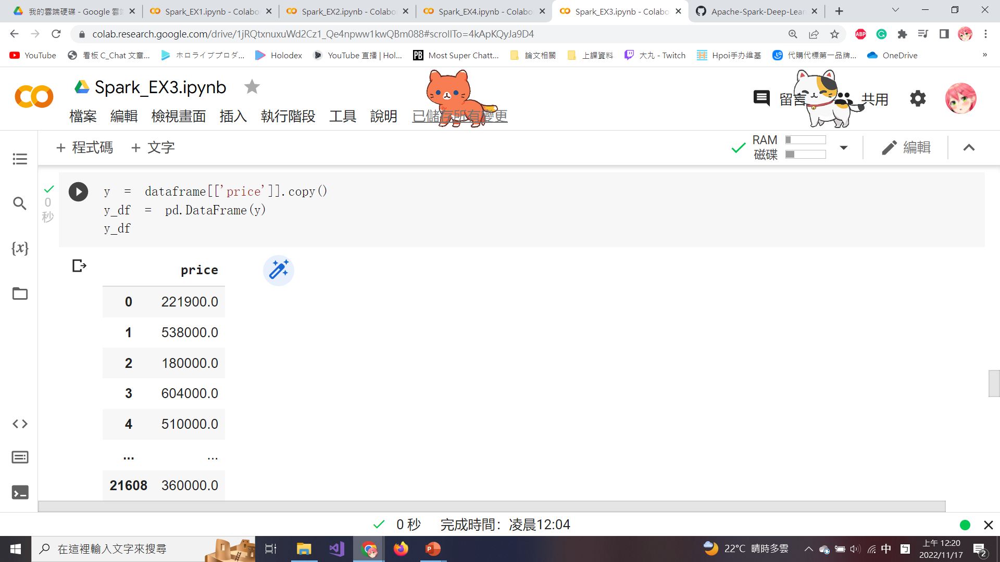 我的雲端硬碟 - Google 雲端
Spark_EX1.ipynb - Colabo
Spark_EX2.ipynb - Colabo
Spark_EX4.ipynb - Colabo
Spark_EX3.ipynb - Colabo
Apache-Spark-Deep-Lear
colab.research.google.com/drive/1jRQtxnuxuWd2Cz1_Qe4npww1kwQBm088#scrollTo=4kApKQyJa9D4
ABP
YouTube
看板 C_Chat 文章...
ホロライブプロダ...
Holodex
YouTube 直播 | Hol...
PB
Most Super Chatt...
論文相關
上課資料
大丸 - Twitch
Hpoi手办维基
代購代標第一品牌...
OneDrive
»
Spark_EX3.ipynb
留言
共用
檔案 編輯 檢視畫面 插入 執行階段 工具 說明 已儲存所有變更
+ 程式碼 + 文字
RAM
磁碟
編輯
0
秒
y = dataframe[['price']].copy()
y_df = pd.DataFrame(y)
y_df
{x}
price
0 221900.0
1 538000.0
2 180000.0
3 604000.0
4 510000.0
... ...
21608 360000.0
0 秒 完成時間：凌晨12:04
在這裡輸入文字來搜尋
22°C 晴時多雲
中
上午 12:20
2022/11/17
2